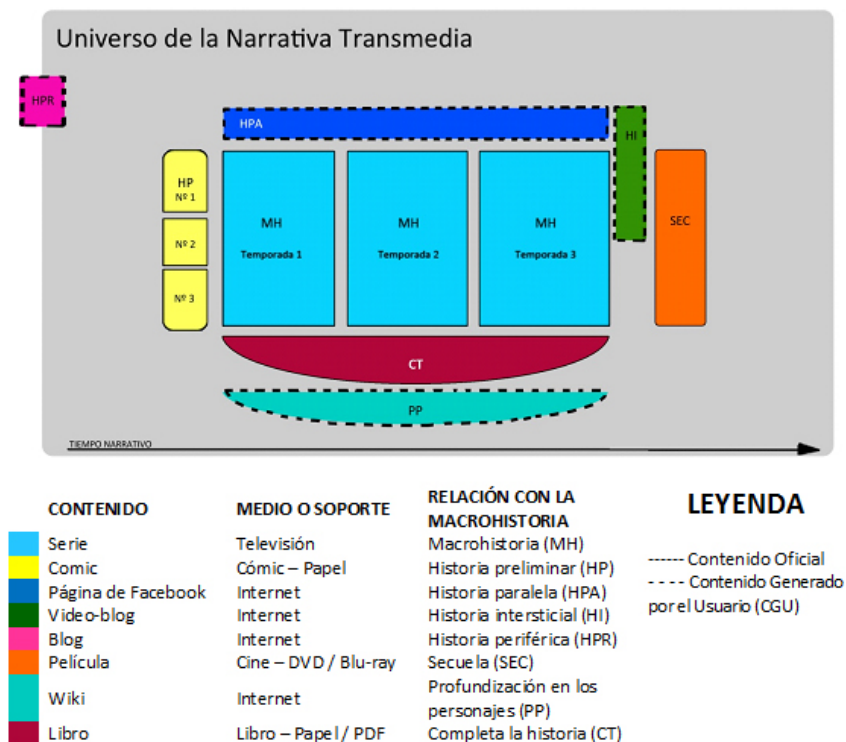 Universo de la Narrativa Transmedia
HPR
HPA
HI
HP
Nº 1
Nº 2
Nº 3
MH
Temporada 1
MH
Temporada 2
MH
Temporada 3
SEC
CT
PP
TIEMPO NARRATIVO
CONTENIDO MEDIO O SOPORTE RELACIÓN CON LA MACROHISTORIA
Serie Televisión Macrohistoria (MH)
Comic Cómic – Papel Historia preliminar (HP)
Página de Facebook Internet Historia paralela (HPA)
Video-blog Internet Historia intersticial (HI)
Blog Internet Historia periférica (HPR)
Película Cine – DVD / Blu-ray Secuela (SEC)
Wiki Internet Profundización en los personajes (PP)
Libro Libro – Papel / PDF Completa la historia (CT)
LEYENDA
------ Contenido Oficial
- - - - Contenido Generado
por el Usuario (CGU)